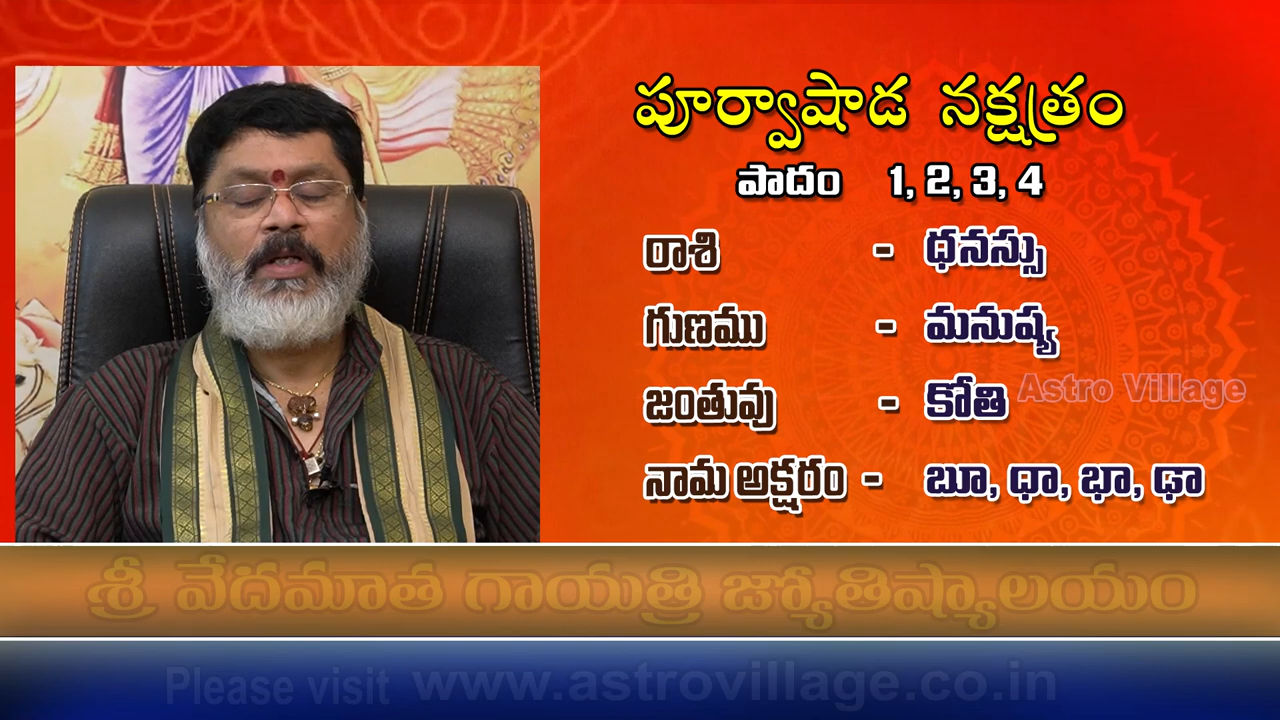 పూర్వాషాడ నక్షత్రం
పాదం 1, 2, 3, 4
రాశి - ధనస్సు
గుణము - మనుష్య
జంతువు - కోతి
Astro Village
నామ అక్షరం - బూ, ధా, భా, ఢా
శ్రీ వేదమాత గాయత్రి జ్యోతిష్యాలయం
Please visit www.astrovillage.co.in